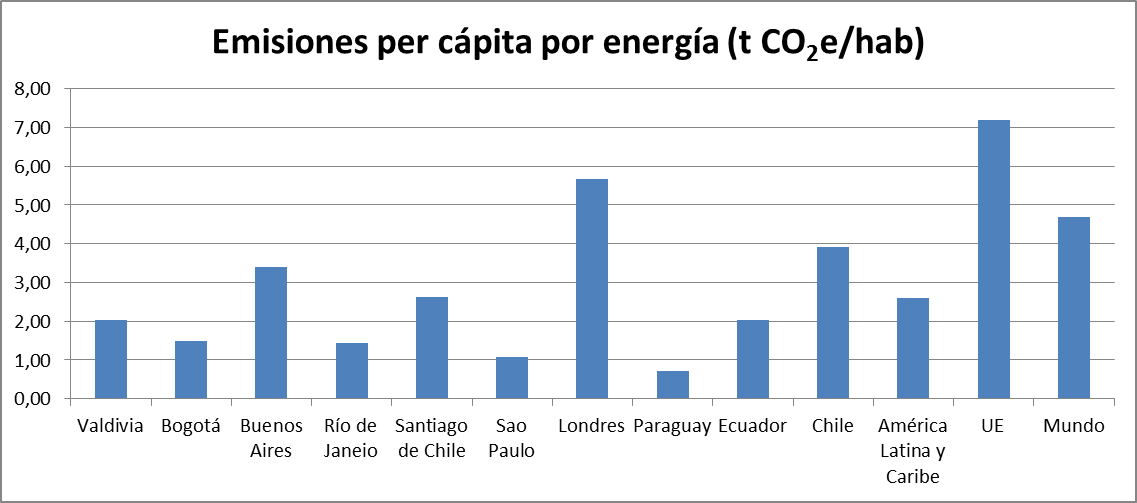 Emisiones per cápita por energía (t CO₂e/hab)
8,00
7,00
6,00
5,00
4,00
3,00
2,00
1,00
0,00
Valdivia
Bogotá
Buenos
Aires
Río de
Janeio
Santiago
de Chile
Sao
Paulo
Londres
Paraguay
Ecuador
Chile
América
Latina y
Caribe
UE
Mundo